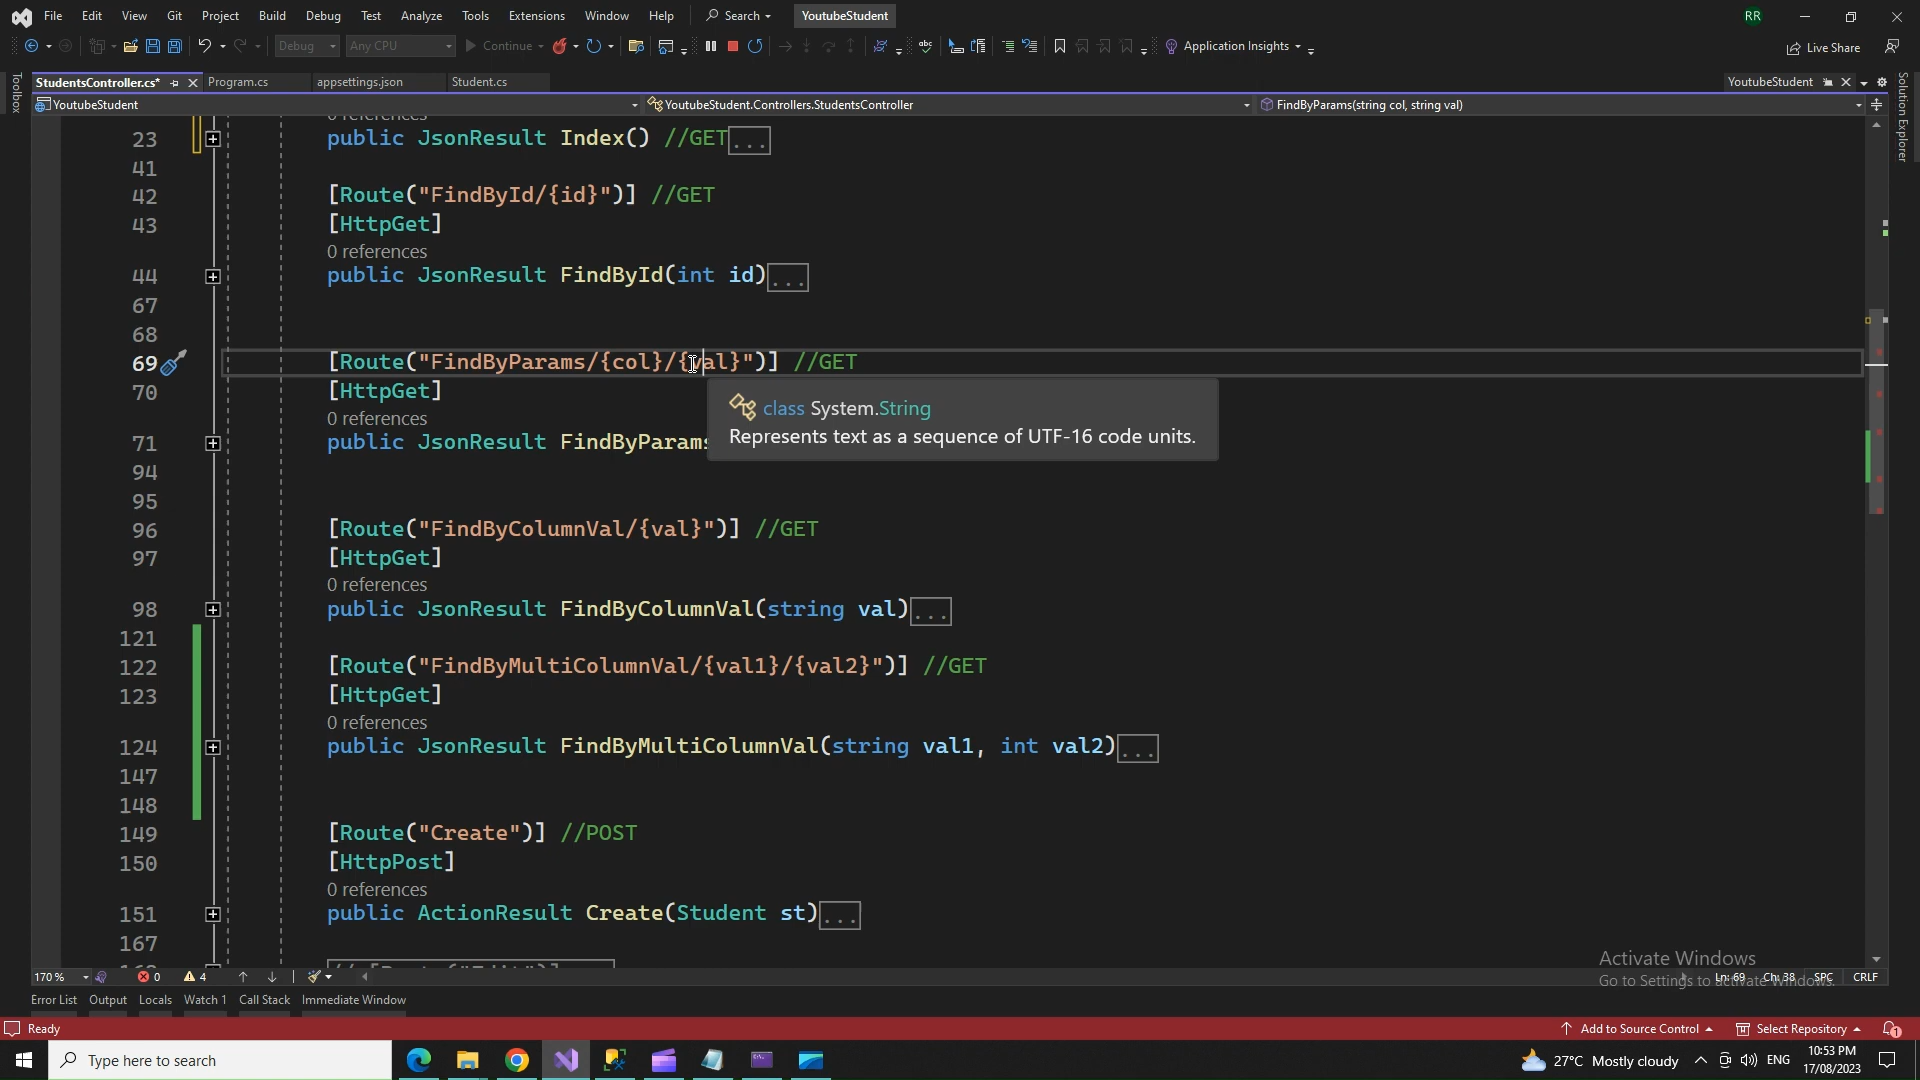 File Edit View Git Project Build Debug Test Analyze Tools Extensions Window Help Search YoutubeStudent RR
Debug Any CPU Continue Application Insights Live Share
StudentsController.cs* Program.cs appsettings.json Student.cs YoutubeStudent
YoutubeStudent YoutubeStudent.Controllers.StudentsController FindByParams(string col, string val)
Toolbox
Solution Explorer
0 references
23 public JsonResult Index() //GET...
41
42 [Route("FindById/{id}")] //GET
43 [HttpGet]
0 references
44 public JsonResult FindById(int id)...
67
68
69 [Route("FindByParams/{col}/{val}")] //GET
70 [HttpGet]
class System.String
0 references
Represents text as a sequence of UTF-16 code units.
71 public JsonResult FindByParams
94
95
96 [Route("FindByColumnVal/{val}")] //GET
97 [HttpGet]
0 references
98 public JsonResult FindByColumnVal(string val)...
121
122 [Route("FindByMultiColumnVal/{val1}/{val2}")] //GET
123 [HttpGet]
0 references
124 public JsonResult FindByMultiColumnVal(string val1, int val2)...
147
148
149 [Route("Create")] //POST
150 [HttpPost]
0 references
151 public ActionResult Create(Student st)...
167
Activate Windows
Go to Settings to activate Windows.
170 % 0 4 Ln: 69 Ch: 38 SPC CRLF
Error List Output Locals Watch 1 Call Stack Immediate Window
Ready Add to Source Control Select Repository 1
Type here to search 27°C Mostly cloudy ENG 10:53 PM
17/08/2023